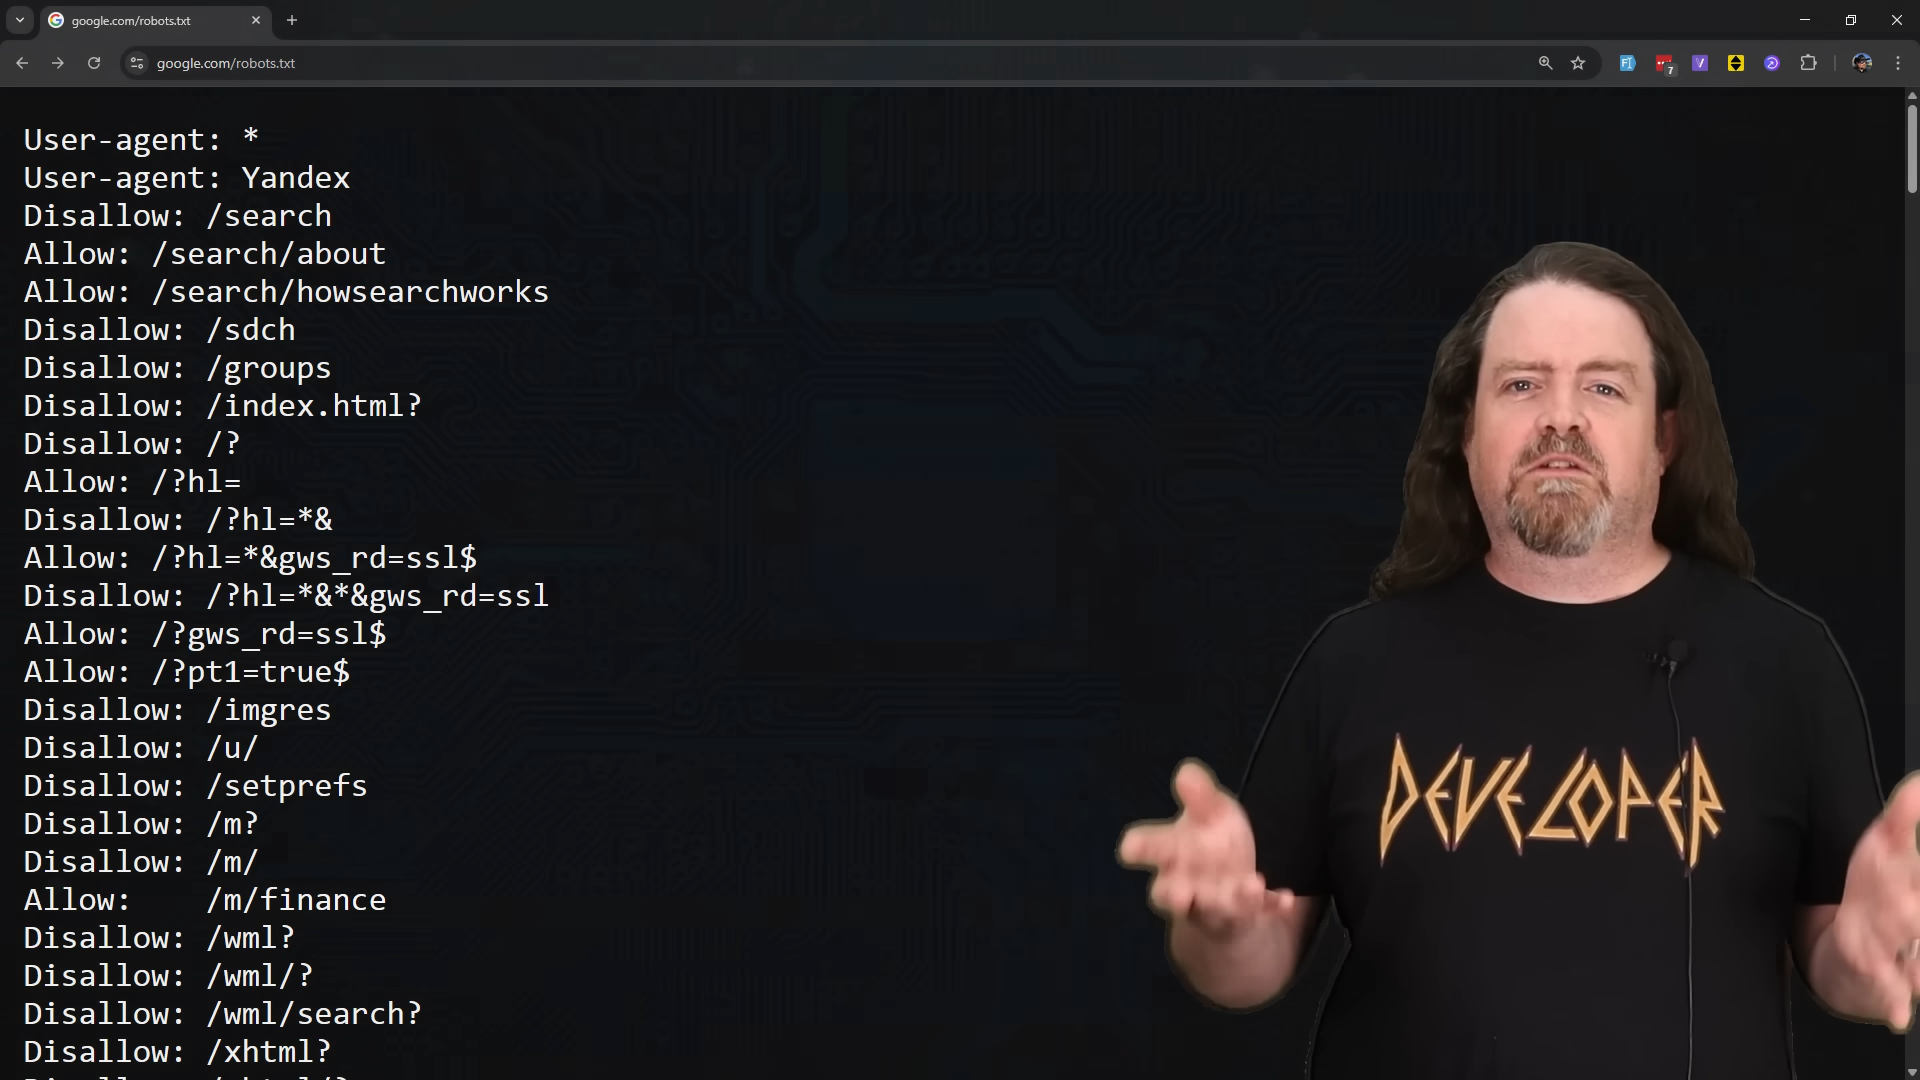 google.com/robots.txt
google.com/robots.txt
7
User-agent: *
User-agent: Yandex
Disallow: /search
Allow: /search/about
Allow: /search/howsearchworks
Disallow: /sdch
Disallow: /groups
Disallow: /index.html?
Disallow: /?
Allow: /?hl=
Disallow: /?hl=*&
Allow: /?hl=*&gws_rd=ssl$
Disallow: /?hl=*&*&gws_rd=ssl
Allow: /?gws_rd=ssl$
Allow: /?pt1=true$
Disallow: /imgres
Disallow: /u/
Disallow: /setprefs
Disallow: /m?
Disallow: /m/
Allow:    /m/finance
Disallow: /wml?
Disallow: /wml/?
Disallow: /wml/search?
Disallow: /xhtml?
DEVELOPER